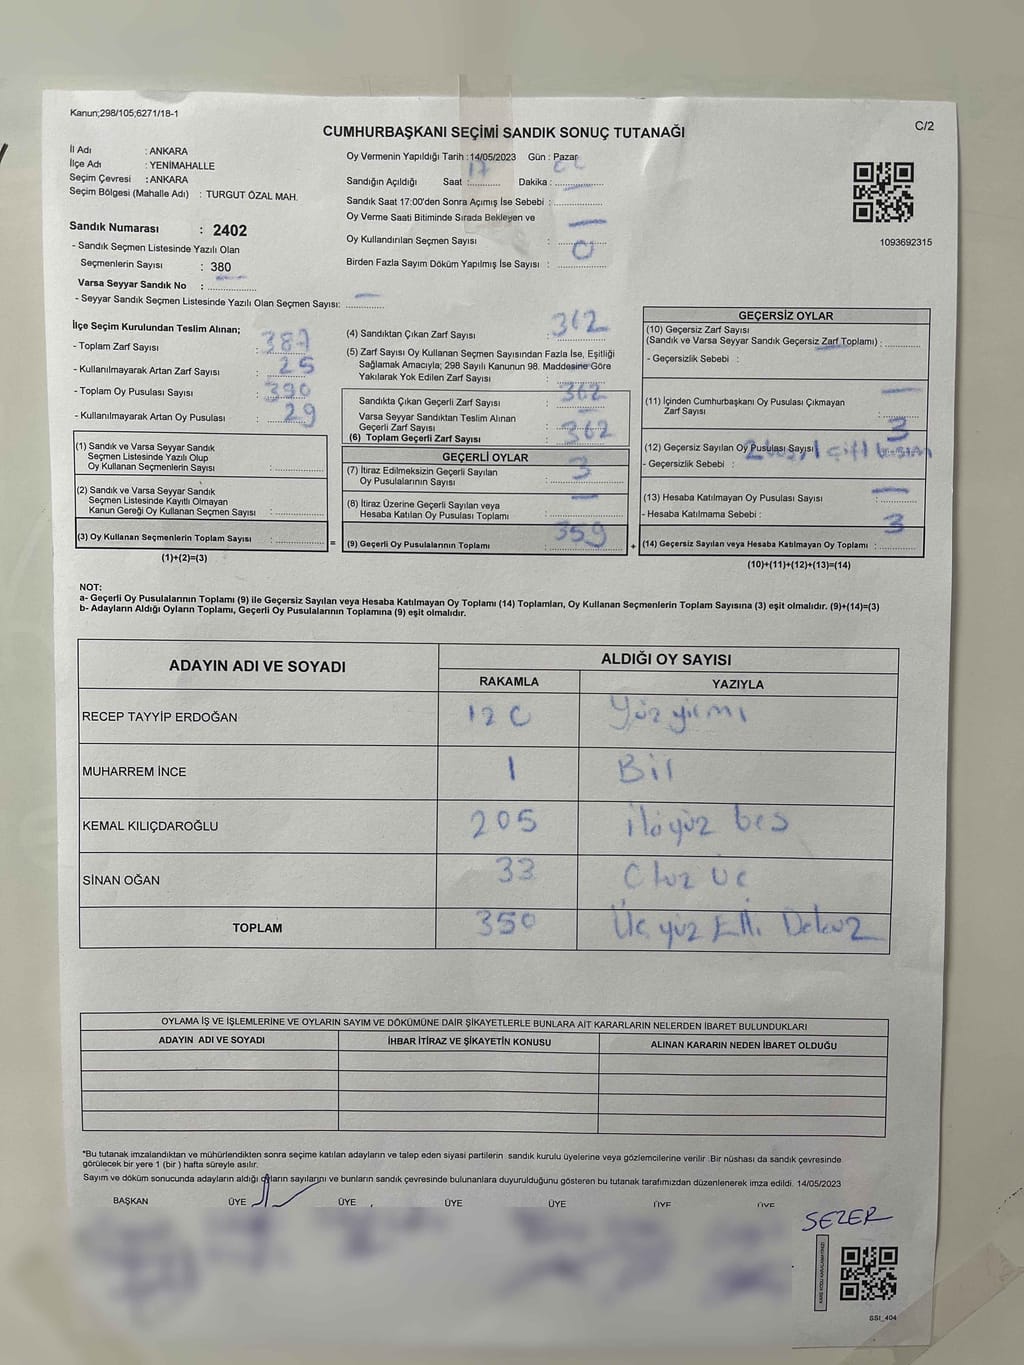 Kanun;298/105;6271/18-1
C/2
CUMHURBAŞKANI SEÇİMİ SANDIK SONUÇ TUTANAĞI
İl Adı : ANKARA
İlçe Adı : YENİMAHALLE
Seçim Çevresi : ANKARA
Seçim Bölgesi (Mahalle Adı) : TURGUT ÖZAL MAH.
Sandık Numarası : 2402
- Sandık Seçmen Listesinde Yazılı Olan
Seçmenlerin Sayısı : 380
Varsa Seyyar Sandık No :
- Seyyar Sandık Seçmen Listesinde Yazılı Olan Seçmen Sayısı:
Oy Vermenin Yapıldığı Tarih :14/05/2023 Gün : Pazar
Sandığın Açıldığı Saat : 17 Dakika :
Sandık Saat 17:00'den Sonra Açımış İse Sebebi :
Oy Verme Saati Bitiminde Sırada Bekleyen ve
Oy Kullandırılan Seçmen Sayısı :
Birden Fazla Sayım Döküm Yapılmış İse Sayısı : 0
1093692315
İlçe Seçim Kurulundan Teslim Alınan;
- Toplam Zarf Sayısı :
- Kullanılmayarak Artan Zarf Sayısı : 25
- Toplam Oy Pusulası Sayısı : 390
- Kullanılmayarak Artan Oy Pusulası : 29
(1) Sandık ve Varsa Seyyar Sandık
Seçmen Listesinde Yazılı Olup
Oy Kullanan Seçmenlerin Sayısı :
(2) Sandık ve Varsa Seyyar Sandık
Seçmen Listesinde Kayıtlı Olmayan
Kanun Gereği Oy Kullanan Seçmen Sayısı :
(3) Oy Kullanan Seçmenlerin Toplam Sayısı :
(1)+(2)=(3)
=
(4) Sandıktan Çıkan Zarf Sayısı : 362
(5) Zarf Sayısı Oy Kullanan Seçmen Sayısından Fazla İse, Eşitliği
Sağlamak Amacıyla; 298 Sayılı Kanunun 98. Maddesine Göre
Yakılarak Yok Edilen Zarf Sayısı :
Sandıkta Çıkan Geçerli Zarf Sayısı : 362
Varsa Seyyar Sandıktan Teslim Alınan
Geçerli Zarf Sayısı :
(6) Toplam Geçerli Zarf Sayısı : 362
GEÇERLİ OYLAR
(7) İtiraz Edilmeksizin Geçerli Sayılan
Oy Pusulalarının Sayısı : 3
(8) İtiraz Üzerine Geçerli Sayılan veya
Hesaba Katılan Oy Pusulası Toplamı :
(9) Geçerli Oy Pusulalarının Toplamı : 359
+
GEÇERSİZ OYLAR
(10) Geçersiz Zarf Sayısı
(Sandık ve Varsa Seyyar Sandık Geçersiz Zarf Toplamı) :
- Geçersizlik Sebebi :
(11) İçinden Cumhurbaşkanı Oy Pusulası Çıkmayan
Zarf Sayısı :
(12) Geçersiz Sayılan Oy Pusulası Sayısı : 3
- Geçersizlik Sebebi : çift basım
(13) Hesaba Katılmayan Oy Pusulası Sayısı :
- Hesaba Katılmama Sebebi :
(14) Geçersiz Sayılan veya Hesaba Katılmayan Oy Toplamı : 3
(10)+(11)+(12)+(13)=(14)
NOT:
a- Geçerli Oy Pusulalarının Toplamı (9) ile Geçersiz Sayılan veya Hesaba Katılmayan Oy Toplamı (14) Toplamları, Oy Kullanan Seçmenlerin Toplam Sayısına (3) eşit olmalıdır. (9)+(14)=(3)
b- Adayların Aldığı Oyların Toplamı, Geçerli Oy Pusulalarının Toplamına (9) eşit olmalıdır.
ADAYIN ADI VE SOYADI
ALDIĞI OY SAYISI
RAKAMLA YAZIYLA
RECEP TAYYİP ERDOĞAN 120 Yüz yirmi
MUHARREM İNCE 1 Bir
KEMAL KILIÇDAROĞLU 205 ikiyüz beş
SİNAN OĞAN 33 Otuz Üç
TOPLAM 359 Üç yüz Elli Dokuz
OYLAMA İŞ VE İŞLEMLERİNE VE OYLARIN SAYIM VE DÖKÜMÜNE DAİR ŞİKAYETLERLE BUNLARA AİT KARARLARIN NELERDEN İBARET BULUNDUKLARI
ADAYIN ADI VE SOYADI İHBAR İTİRAZ VE ŞİKAYETİN KONUSU ALINAN KARARIN NEDEN İBARET OLDUĞU
*Bu tutanak imzalandıktan ve mühürlendikten sonra seçime katılan adayların ve talep eden siyasi partilerin sandık kurulu üyelerine veya gözlemcilerine verilir .Bir nüshası da sandık çevresinde
görülecek bir yere 1 (bir ) hafta süreyle asılır.
Sayım ve döküm sonucunda adayların aldığı oyların sayılarını ve bunların sandık çevresinde bulunanlara duyurulduğunu gösteren bu tutanak tarafımızdan düzenlenerek imza edildi. 14/05/2023
BAŞKAN ÜYE ÜYE ÜYE ÜYE ÜYE ÜYE
SEZER
SSI_404